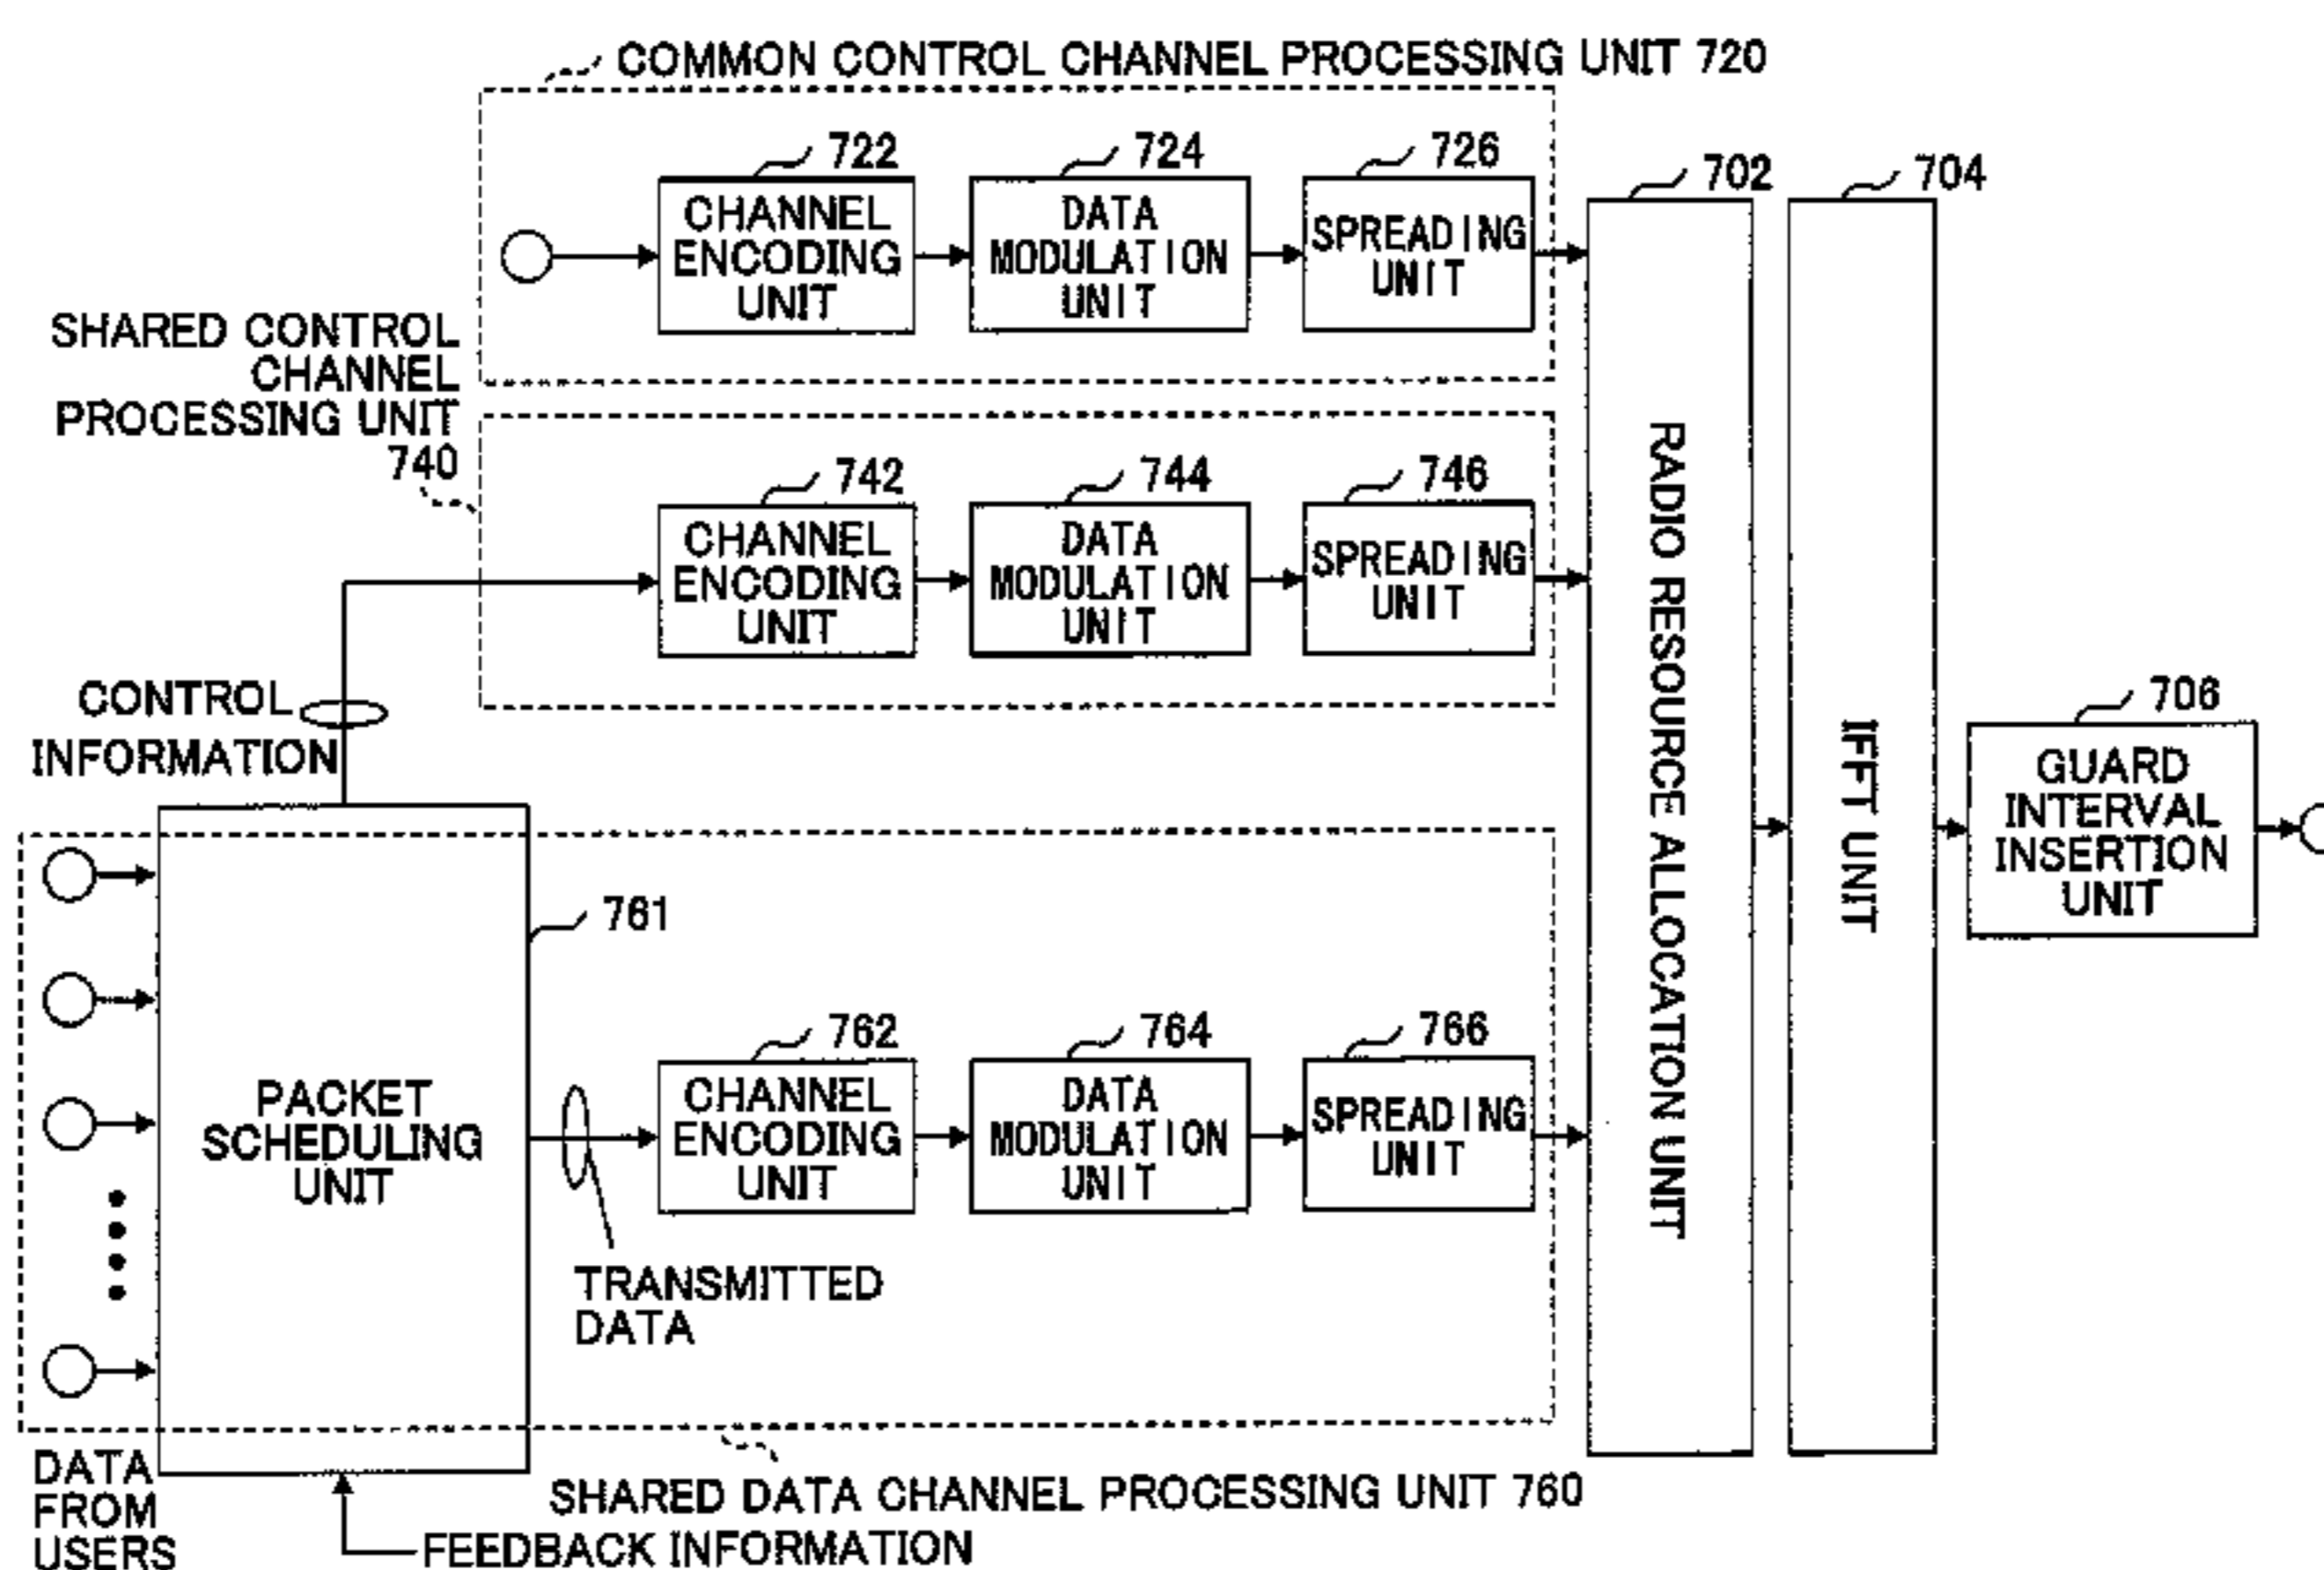 COMMON CONTROL CHANNEL PROCESSING UNIT 720
722
724
726
702
704
CHANNEL
ENCODING
UNIT
DATA
MODULATION
UNIT
SPREADING
UNIT
SHARED CONTROL
CHANNEL
PROCESSING UNIT
740
742
744
746
CHANNEL
ENCODING
UNIT
DATA
MODULATION
UNIT
SPREADING
UNIT
RADIO RESOURCE ALLOCATION UNIT
IFFT UNIT
CONTROL
INFORMATION
706
GUARD
INTERVAL
INSERTION
UNIT
761
PACKET
SCHEDULING
UNIT
762
764
766
CHANNEL
ENCODING
UNIT
DATA
MODULATION
UNIT
SPREADING
UNIT
TRANSMITTED
DATA
DATA
FROM
USERS
SHARED DATA CHANNEL PROCESSING UNIT 760
FEEDBACK INFORMATION